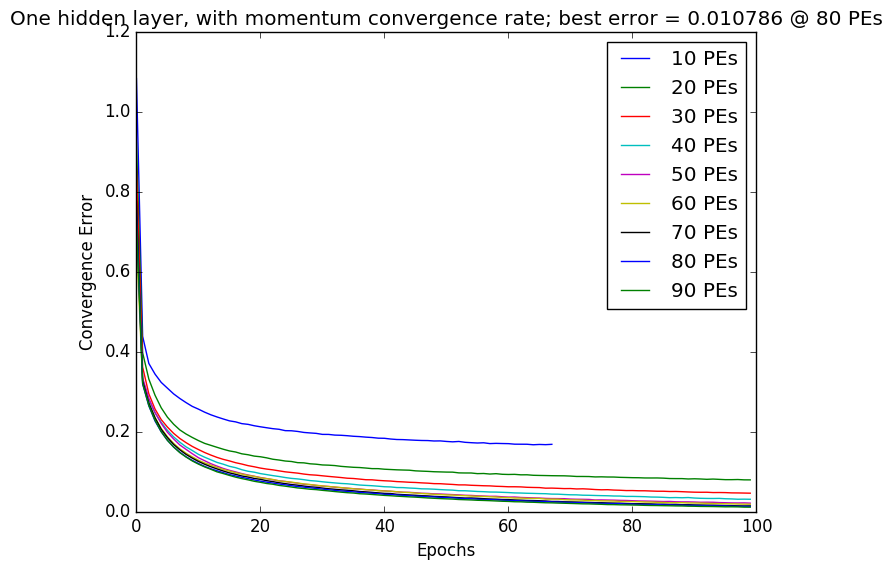 One hidden layer, with momentum convergence rate; best error = 0.010786 @ 80 PEs
1.2
1.0
0.8
0.6
0.4
0.2
0.0
Convergence Error
10 PEs
20 PEs
30 PEs
40 PEs
50 PEs
60 PEs
70 PEs
80 PEs
90 PEs
0
20
40
60
80
100
Epochs